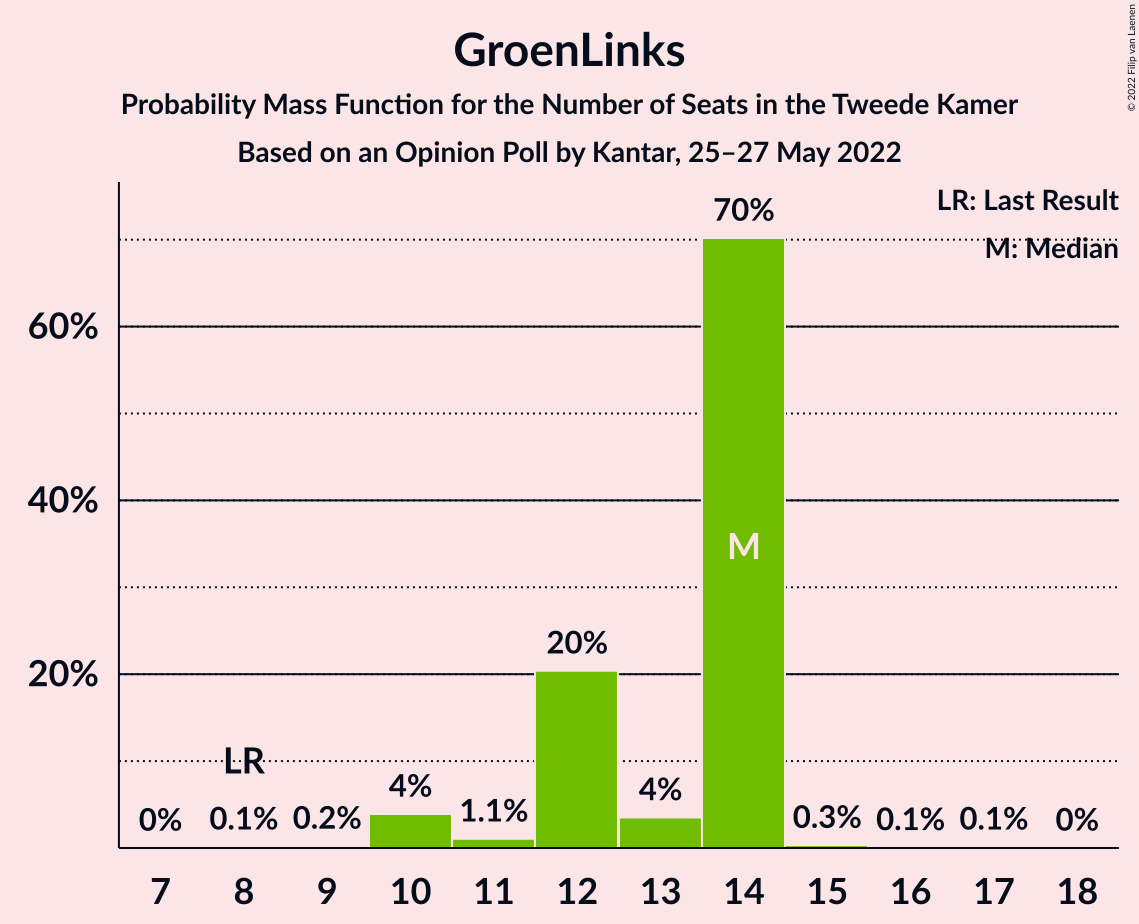 GroenLinks
Probability Mass Function for the Number of Seats in the Tweede Kamer
Based on an Opinion Poll by Kantar, 25–27 May 2022
© 2022 Filip van Laenen
LR: Last Result
M: Median
60%
40%
20%
0%
0.1%
LR
0.2%
4%
1.1%
20%
4%
70%
M
0.3%
0.1%
0.1%
0%
7 8 9 10 11 12 13 14 15 16 17 18